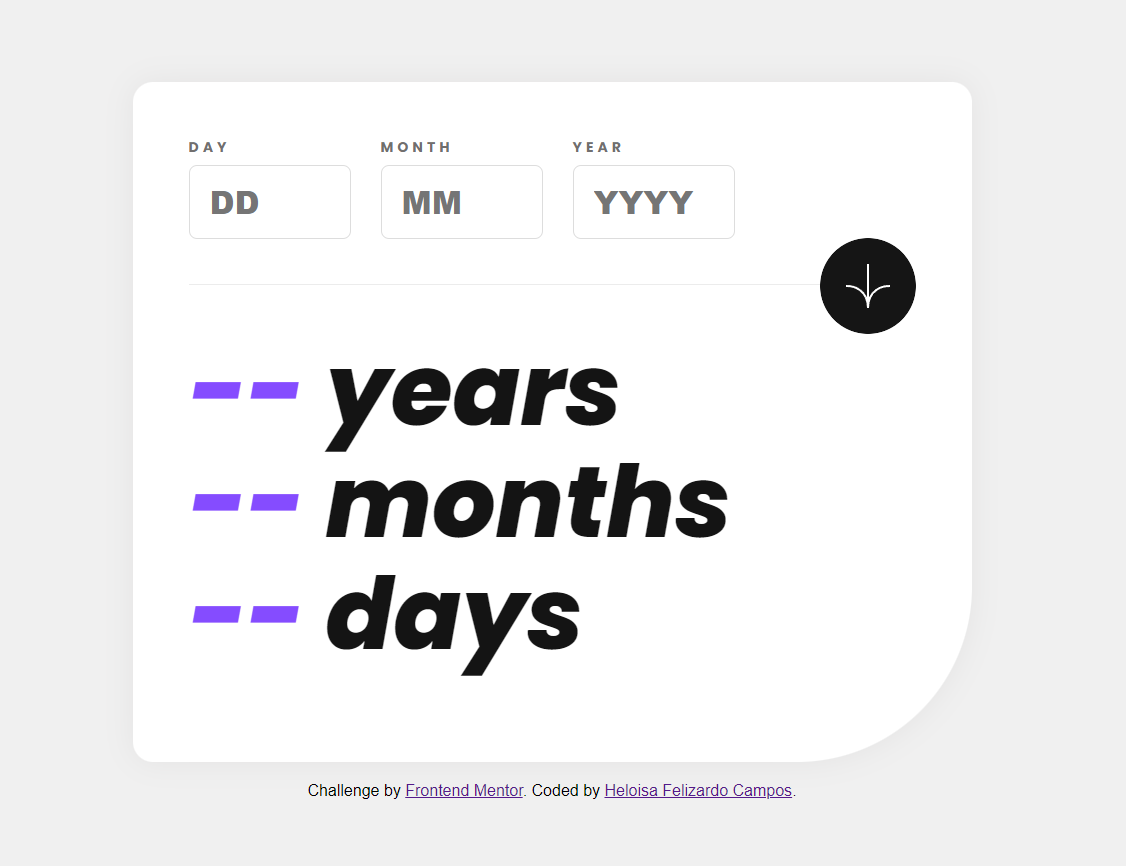 DAY MONTH YEAR
DD MM YYYY
-- years
-- months
-- days
Challenge by Frontend Mentor. Coded by Heloisa Felizardo Campos.